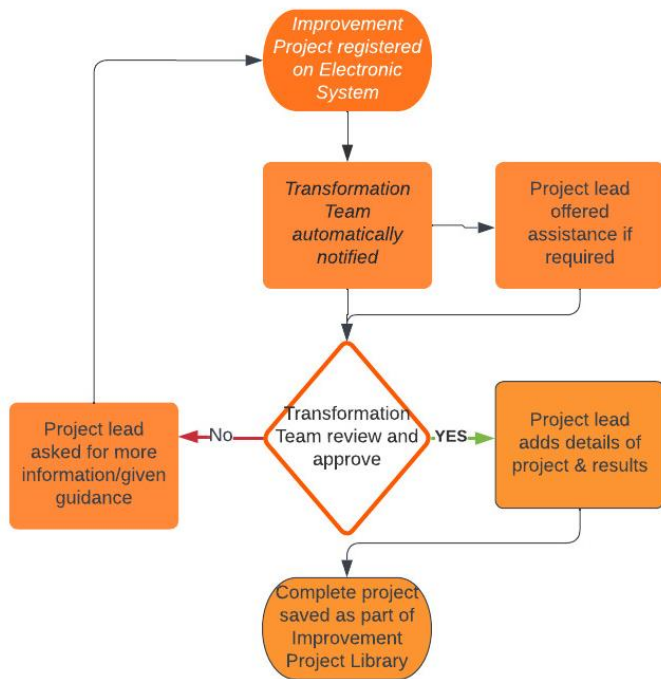 Improvement
Project registered
on Electronic
System
Transformation
Team
automatically
notified
Project lead
offered
assistance if
required
Transformation
Team review and
approve
No
YES
Project lead
asked for more
information/given
guidance
Project lead
adds details of
project & results
Complete project
saved as part of
Improvement
Project Library